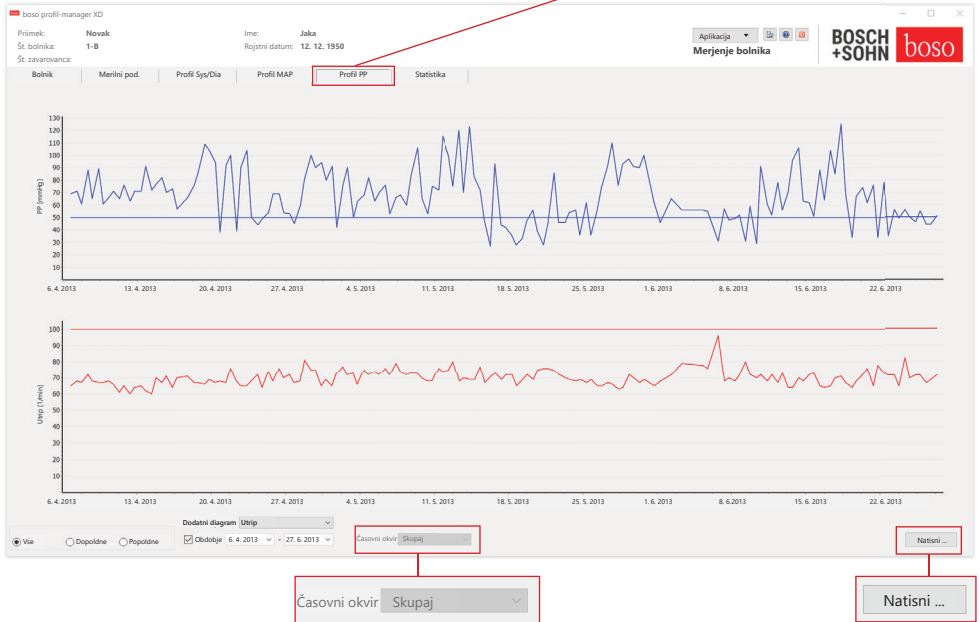 boso boso profil-manager XD
Priimek: Novak Ime: Jaka
Št. bolnika: 1-B Rojstni datum: 12. 12. 1950
Št. zavarovanca:
Aplikacija
Merjenje bolnika
BOSCH
+SOHN boso
Bolnik Merilni pod. Profil Sys/Dia Profil MAP Profil PP Statistika
PP [mmHg]
130
120
110
100
90
80
70
60
50
40
30
20
10
6. 4. 2013 13. 4. 2013 20. 4. 2013 27. 4. 2013 4. 5. 2013 11. 5. 2013 18. 5. 2013 25. 5. 2013 1. 6. 2013 8. 6. 2013 15. 6. 2013 22. 6. 2013
Utrip [1/min]
100
90
80
70
60
50
40
30
20
10
6. 4. 2013 13. 4. 2013 20. 4. 2013 27. 4. 2013 4. 5. 2013 11. 5. 2013 18. 5. 2013 25. 5. 2013 1. 6. 2013 8. 6.2013 15. 6. 2013 22. 6. 2013
Dodatni diagram Utrip
Vse Dopoldne Popoldne Obdobje 6. 4. 2013 - 27. 6. 2013 Časovni okvir Skupaj Natisni ...
Časovni okvir Skupaj
Natisni ...